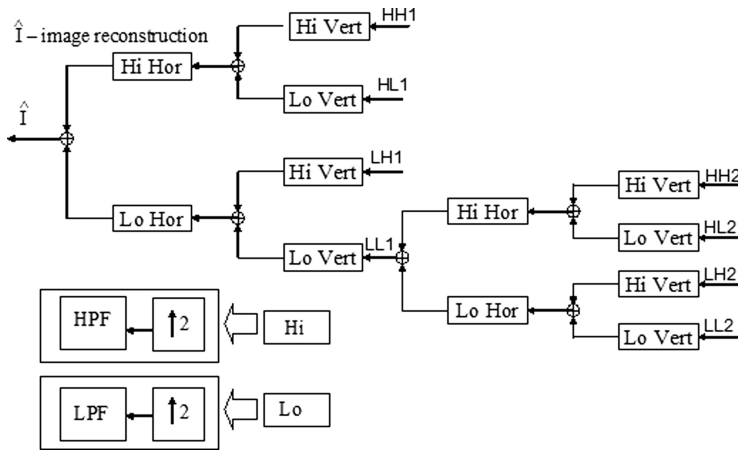 HH1
Î – image reconstruction
Hi Vert
Hi Hor
HL1
Lo Vert
Î
LH1
Hi Vert
HH2
Hi Vert
Lo Hor
Hi Hor
LL1
HL2
Lo Vert
Lo Vert
LH2
Hi Vert
Lo Hor
HPF
↑2
Hi
LL2
Lo Vert
LPF
↑2
Lo